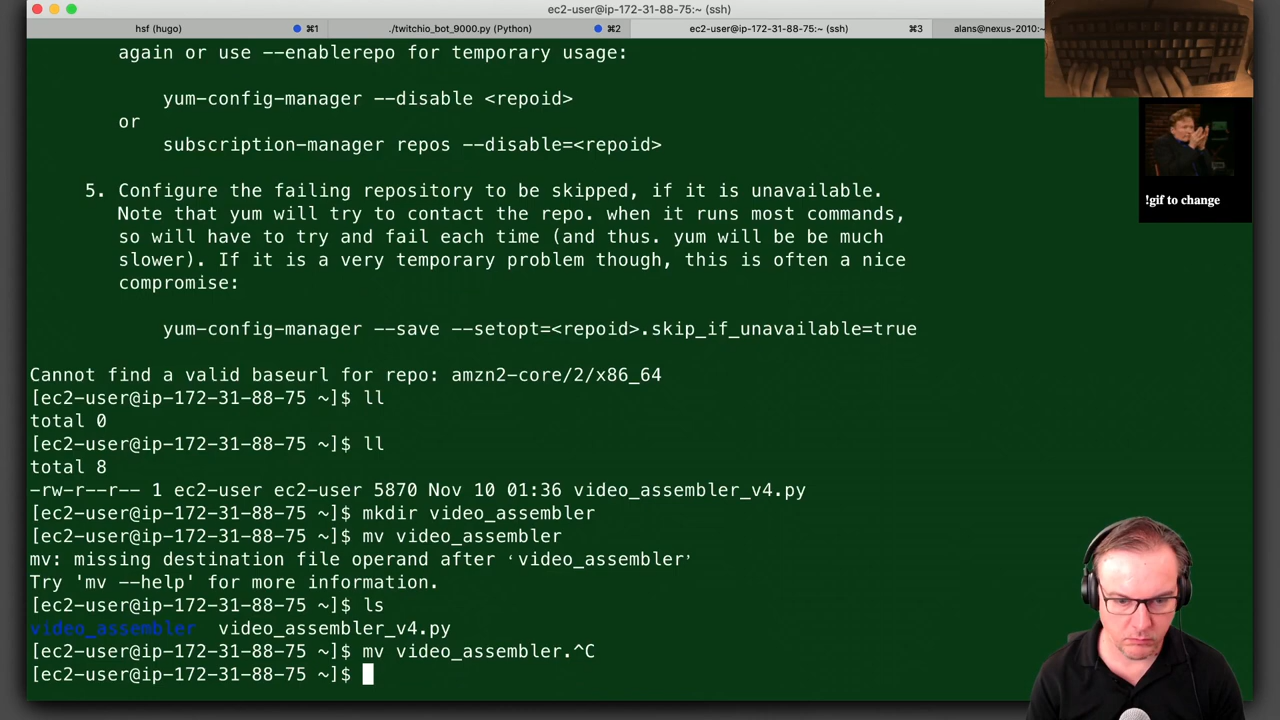 ec2-user@ip-172-31-88-75:~ (ssh)
hsf (hugo) ⌘1 ./twitchio_bot_9000.py (Python) ⌘2 ec2-user@ip-172-31-88-75:~ (ssh) ⌘3 alans@nexus-2010:~
again or use --enablerepo for temporary usage:
yum-config-manager --disable <repoid>
or
subscription-manager repos --disable=<repoid>
5. Configure the failing repository to be skipped, if it is unavailable.
Note that yum will try to contact the repo. when it runs most commands,
so will have to try and fail each time (and thus. yum will be be much
slower). If it is a very temporary problem though, this is often a nice
compromise:
yum-config-manager --save --setopt=<repoid>.skip_if_unavailable=true
Cannot find a valid baseurl for repo: amzn2-core/2/x86_64
[ec2-user@ip-172-31-88-75 ~]$ ll
total 0
[ec2-user@ip-172-31-88-75 ~]$ ll
total 8
-rw-r--r-- 1 ec2-user ec2-user 5870 Nov 10 01:36 video_assembler_v4.py
[ec2-user@ip-172-31-88-75 ~]$ mkdir video_assembler
[ec2-user@ip-172-31-88-75 ~]$ mv video_assembler
mv: missing destination file operand after ‘video_assembler’
Try 'mv --help' for more information.
[ec2-user@ip-172-31-88-75 ~]$ ls
video_assembler video_assembler_v4.py
[ec2-user@ip-172-31-88-75 ~]$ mv video_assembler.^C
[ec2-user@ip-172-31-88-75 ~]$
!gif to change